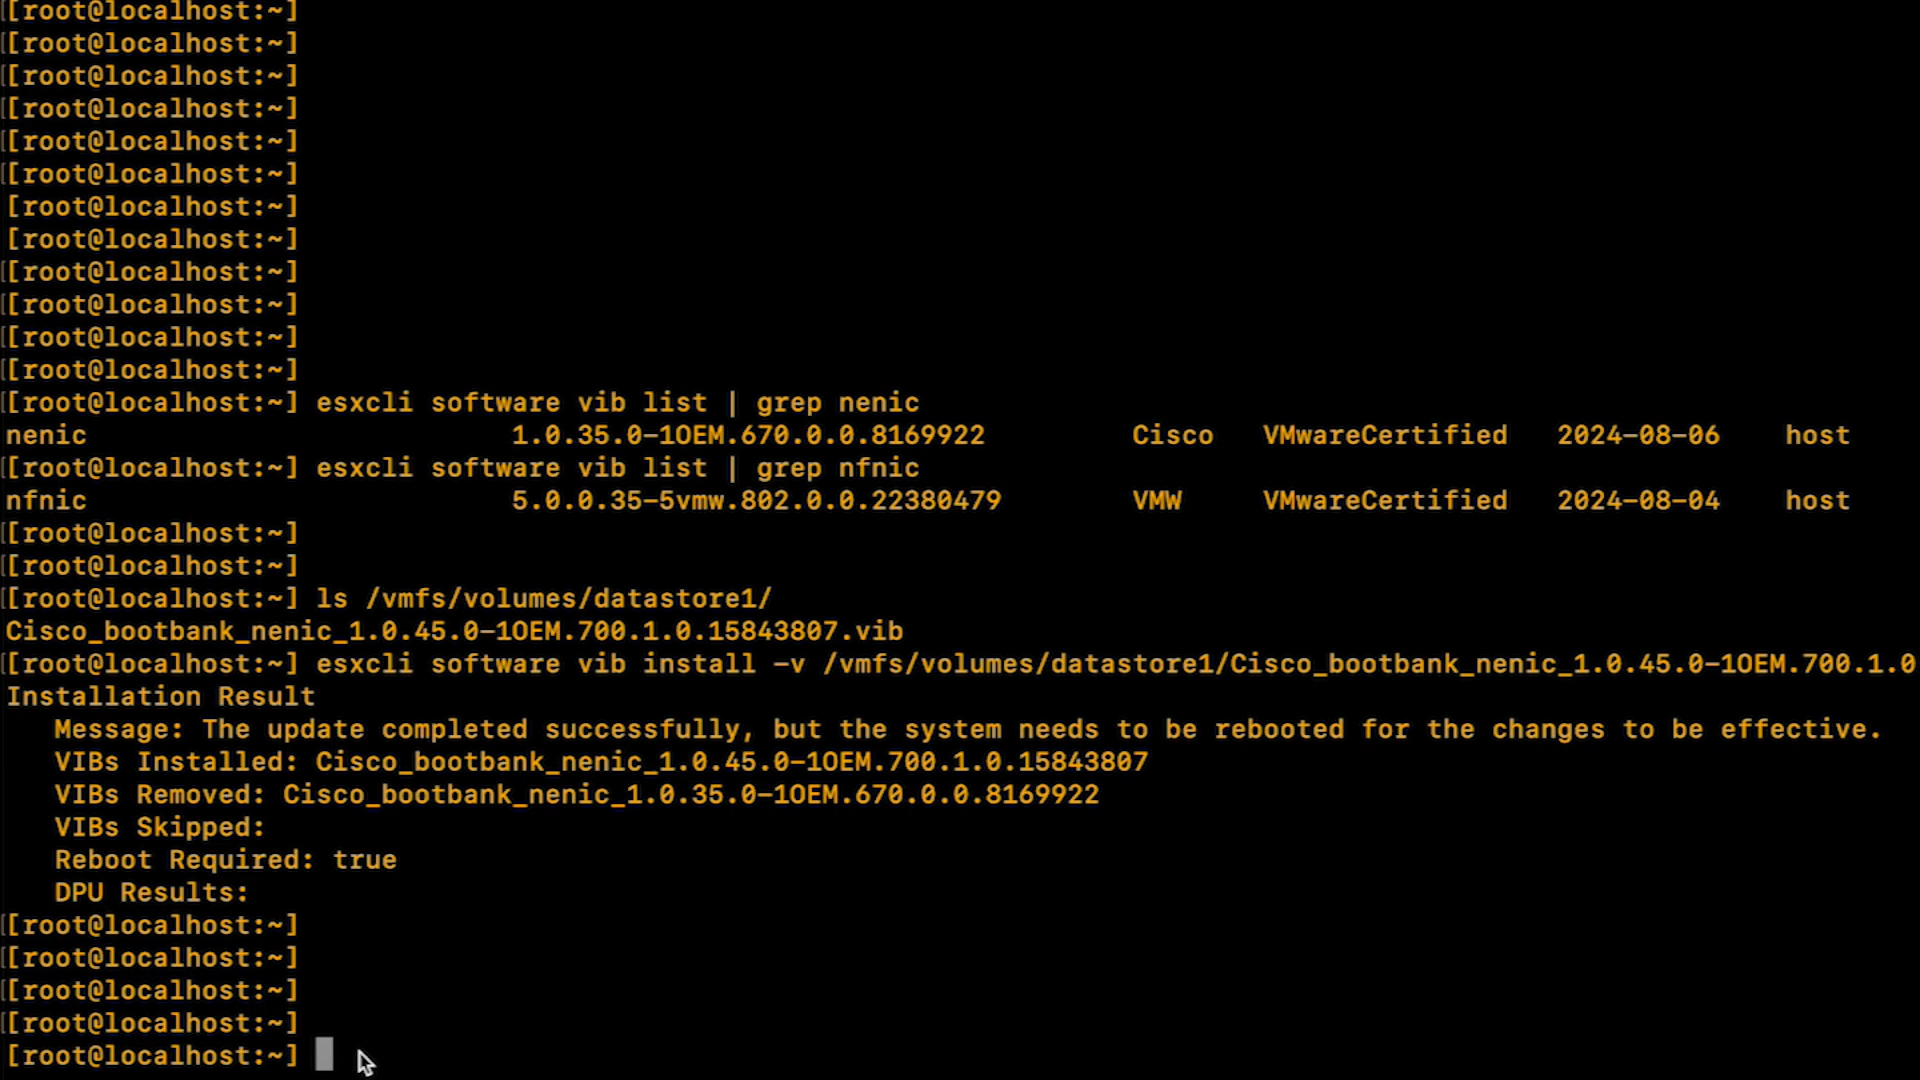 [root@localhost:~]
[root@localhost:~]
[root@localhost:~]
[root@localhost:~]
[root@localhost:~]
[root@localhost:~]
[root@localhost:~]
[root@localhost:~]
[root@localhost:~]
[root@localhost:~]
[root@localhost:~]
[root@localhost:~]
[root@localhost:~] esxcli software vib list | grep nenic
nenic 1.0.35.0-1OEM.670.0.0.8169922 Cisco VMwareCertified 2024-08-06 host
[root@localhost:~] esxcli software vib list | grep nfnic
nfnic 5.0.0.35-5vmw.802.0.0.22380479 VMW VMwareCertified 2024-08-04 host
[root@localhost:~]
[root@localhost:~]
[root@localhost:~] ls /vmfs/volumes/datastore1/
Cisco_bootbank_nenic_1.0.45.0-1OEM.700.1.0.15843807.vib
[root@localhost:~] esxcli software vib install -v /vmfs/volumes/datastore1/Cisco_bootbank_nenic_1.0.45.0-1OEM.700.1.0
Installation Result
Message: The update completed successfully, but the system needs to be rebooted for the changes to be effective.
VIBs Installed: Cisco_bootbank_nenic_1.0.45.0-1OEM.700.1.0.15843807
VIBs Removed: Cisco_bootbank_nenic_1.0.35.0-1OEM.670.0.0.8169922
VIBs Skipped:
Reboot Required: true
DPU Results:
[root@localhost:~]
[root@localhost:~]
[root@localhost:~]
[root@localhost:~]
[root@localhost:~]